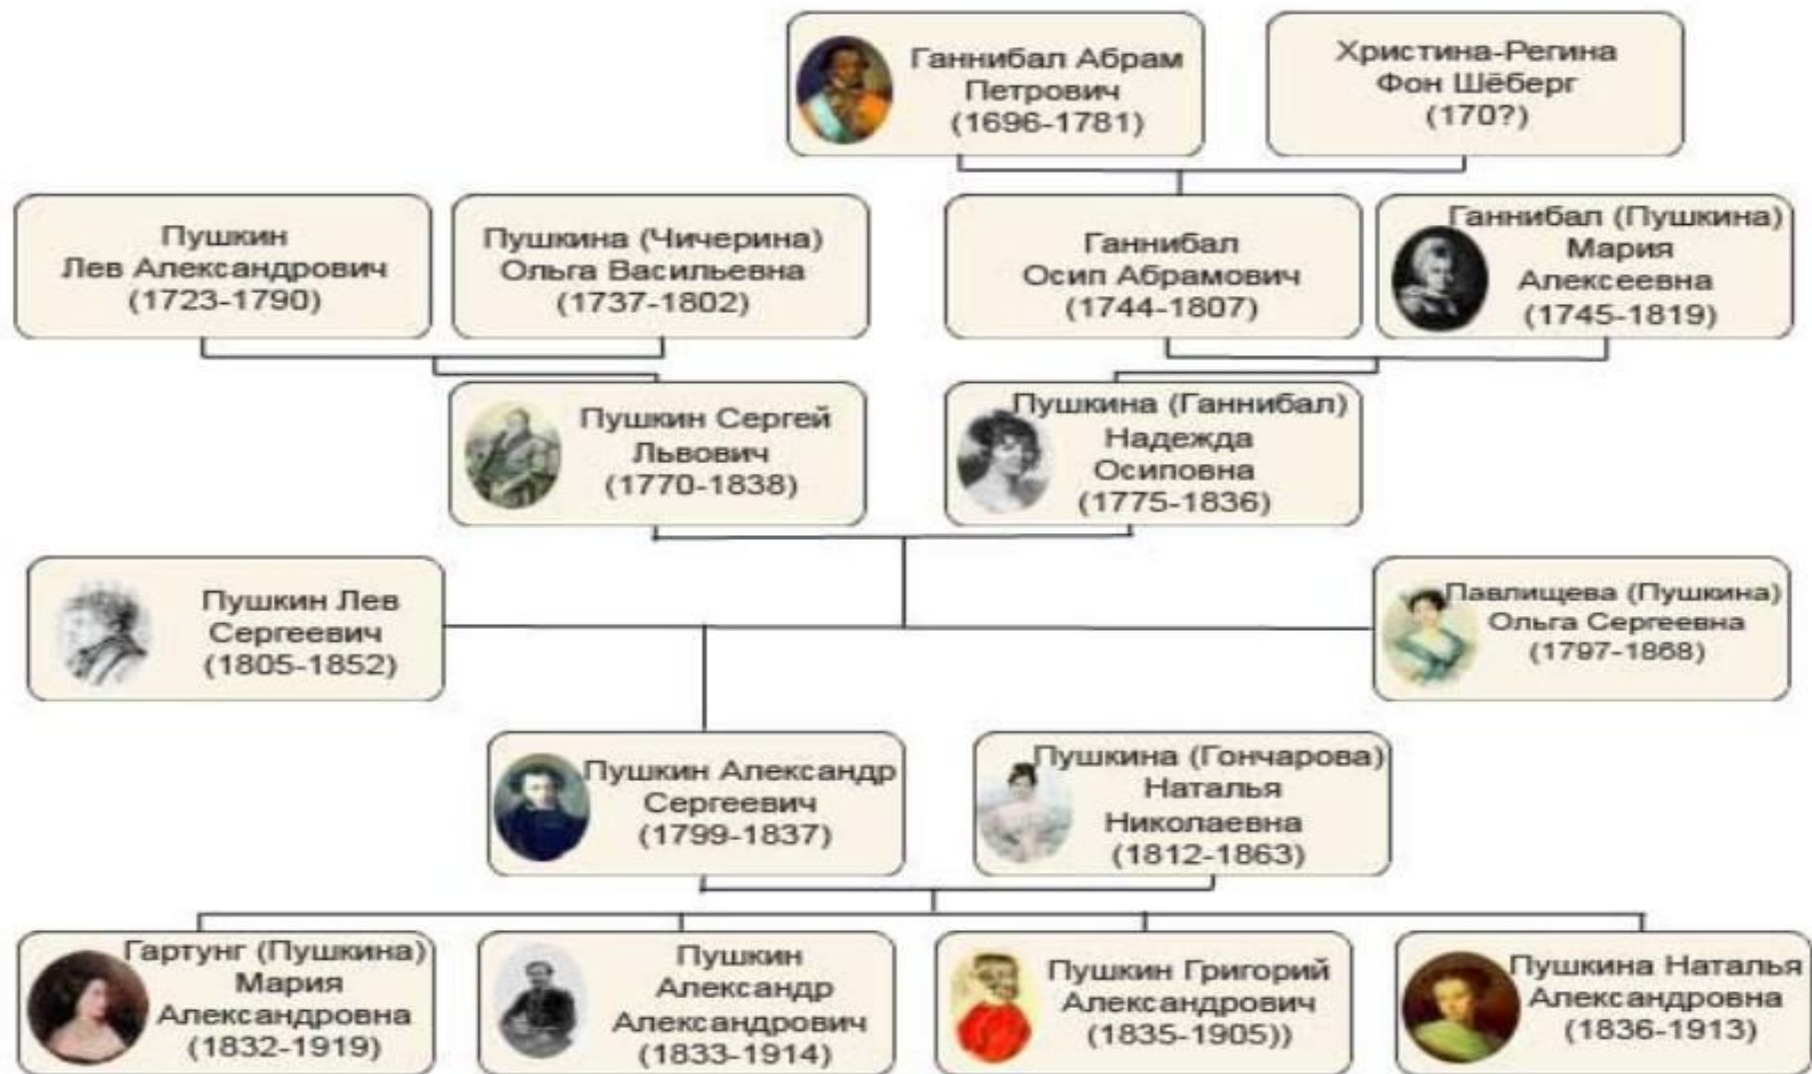 Ганнибал Абрам
Петрович
(1696-1781)
Христина-Регина
Фон Шёберг
(170?)
Пушкин
Лев Александрович
(1723-1790)
Пушкина (Чичерина)
Ольга Васильевна
(1737-1802)
Ганнибал
Осип Абрамович
(1744-1807)
Ганнибал (Пушкина)
Мария
Алексеевна
(1745-1819)
Пушкин Сергей
Львович
(1770-1838)
Пушкина (Ганнибал)
Надежда
Осиповна
(1775-1836)
Пушкин Лев
Сергеевич
(1805-1852)
Павлищева (Пушкина)
Ольга Сергеевна
(1797-1868)
Пушкин Александр
Сергеевич
(1799-1837)
Пушкина (Гончарова)
Наталья
Николаевна
(1812-1863)
Гартунг (Пушкина)
Мария
Александровна
(1832-1919)
Пушкин
Александр
Александрович
(1833-1914)
Пушкин Григорий
Александрович
(1835-1905))
Пушкина Наталья
Александровна
(1836-1913)